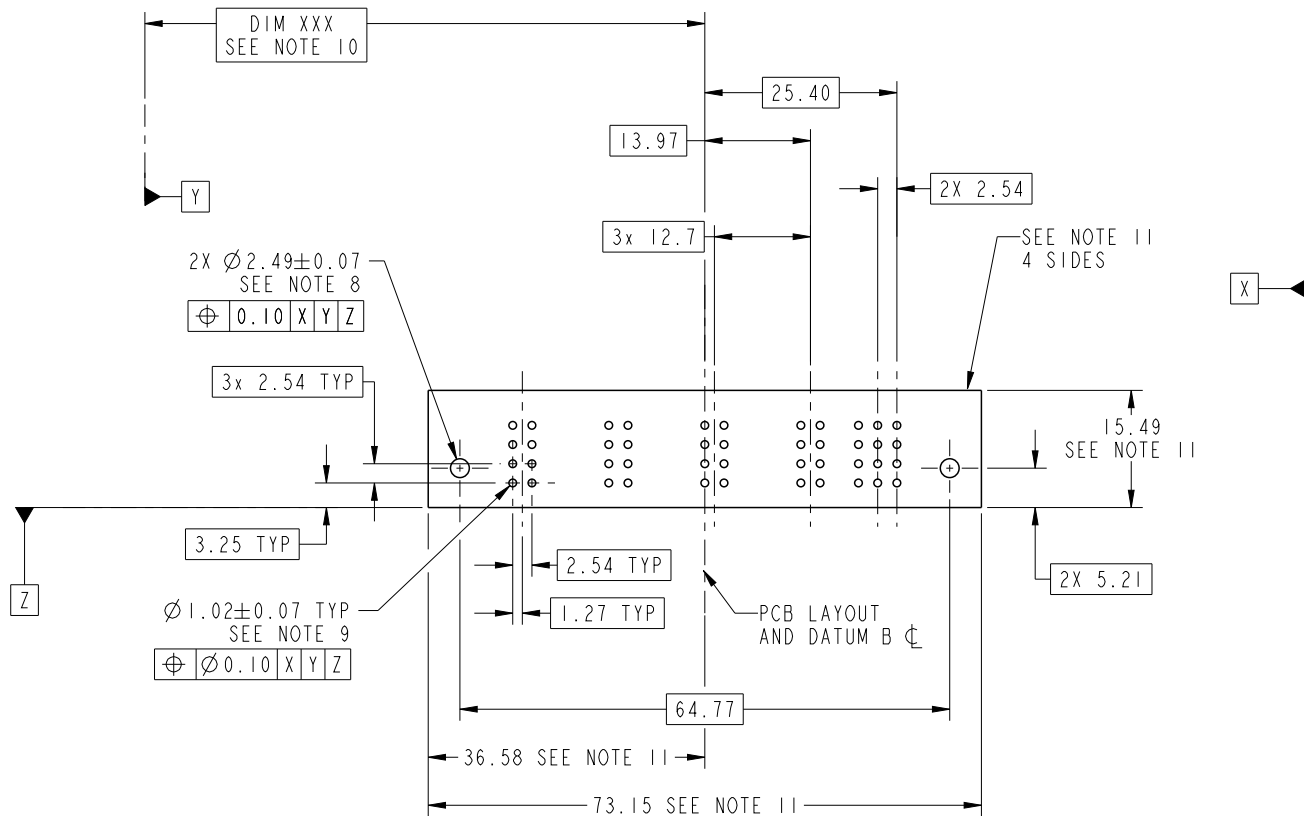 DIM XXX
SEE NOTE 10
25.40
13.97
Y
2X 2.54
3x 12.7
SEE NOTE 11
4 SIDES
2X ∅2.49±0.07
SEE NOTE 8
⌖ 0.10 X Y Z
X
3x 2.54 TYP
15.49
SEE NOTE 11
3.25 TYP
2.54 TYP
2X 5.21
Z
1.27 TYP
∅1.02±0.07 TYP
SEE NOTE 9
⌖ ∅0.10 X Y Z
PCB LAYOUT
AND DATUM B ℄
64.77
36.58 SEE NOTE 11
73.15 SEE NOTE 11